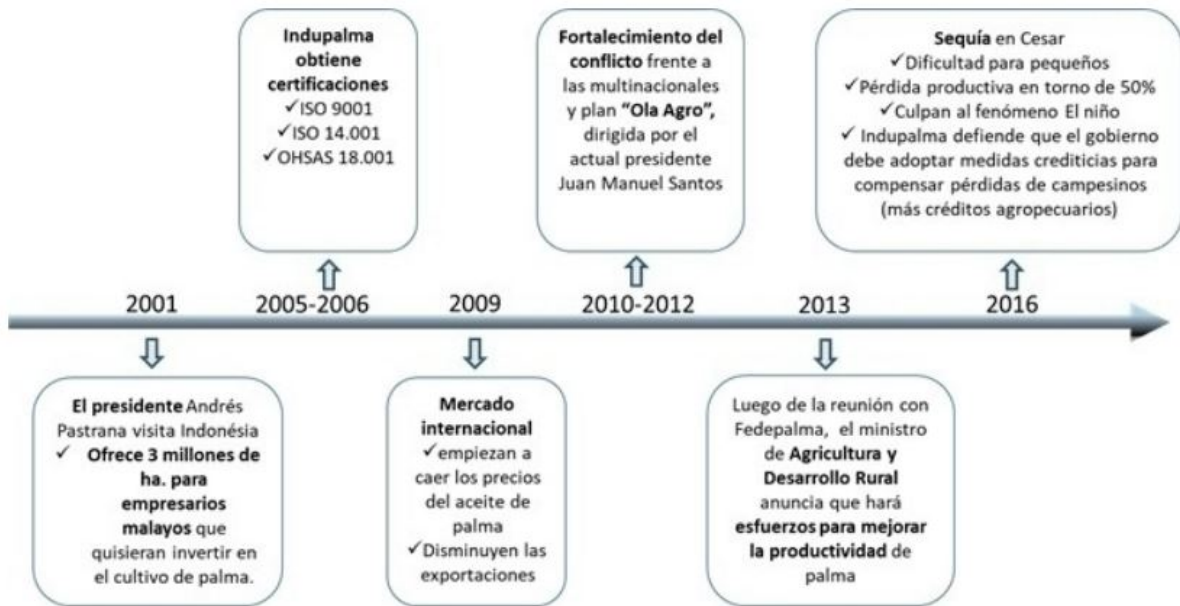 Indupalma
obtiene
certificaciones
✓ISO 9001
✓ISO 14.001
✓OHSAS 18.001
Fortalecimiento del
conflicto frente a
las multinacionales
y plan “Ola Agro”,
dirigida por el
actual presidente
Juan Manuel Santos
Sequía en Cesar
✓Dificultad para pequeños
✓Pérdida productiva en torno de 50%
✓Culpan al fenómeno El niño
✓ Indupalma defiende que el gobierno
debe adoptar medidas crediticias para
compensar pérdidas de campesinos
(más créditos agropecuarios)
2001 2005-2006 2009 2010-2012 2013 2016
El presidente Andrés
Pastrana visita Indonésia
✓ Ofrece 3 millones de
ha. para
empresarios
malayos que
quisieran invertir en
el cultivo de palma.
Mercado
internacional
✓empiezan a
caer los precios
del aceite de
palma
✓Disminuyen las
exportaciones
Luego de la reunión con
Fedepalma, el ministro
de Agricultura y
Desarrollo Rural
anuncia que hará
esfuerzos para mejorar
la productividad de
palma